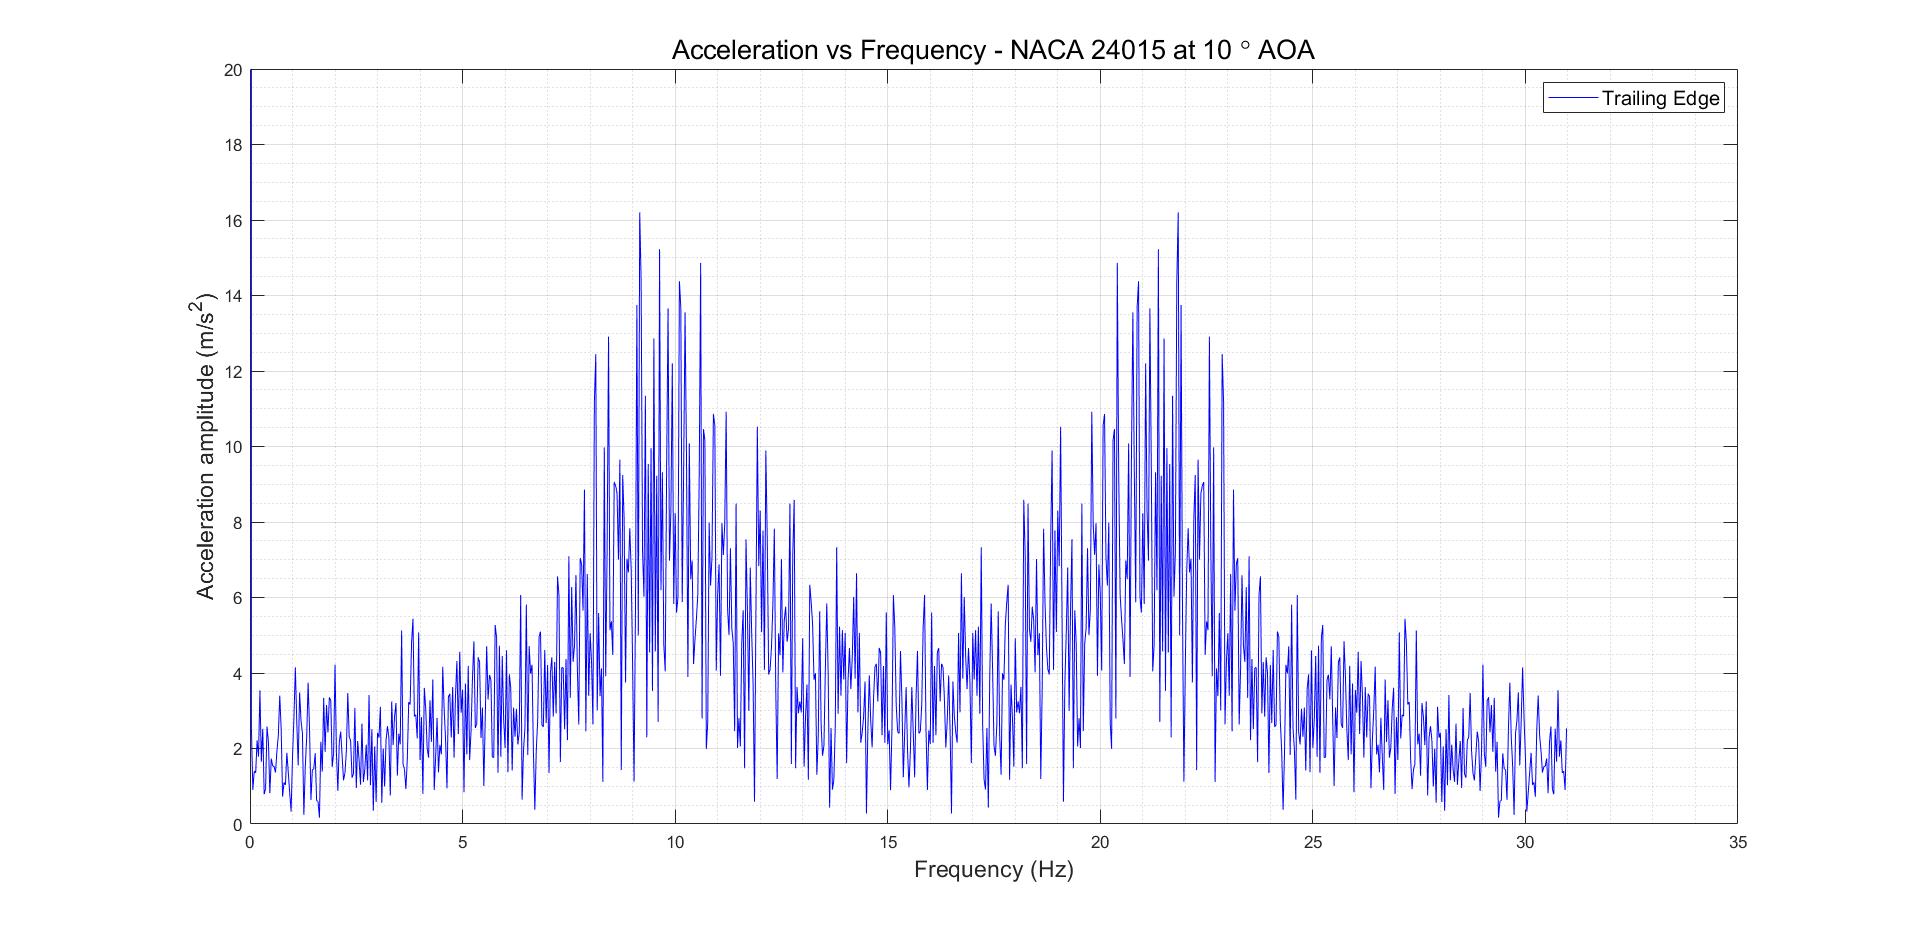 Acceleration vs Frequency - NACA 24015 at 10 ° AOA
Trailing Edge
20
18
16
14
12
10
8
6
4
2
0
Acceleration amplitude (m/s²)
0 5 10 15 20 25 30 35
Frequency (Hz)